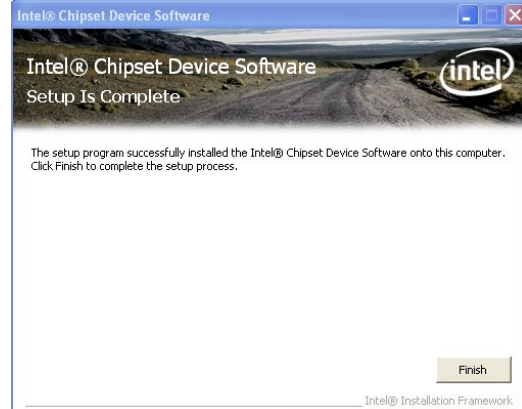 Intel® Chipset Device Software
Intel® Chipset Device Software
Setup Is Complete
intel
The setup program successfully installed the Intel® Chipset Device Software onto this computer.
Click Finish to complete the setup process.
Finish
Intel® Installation Framework